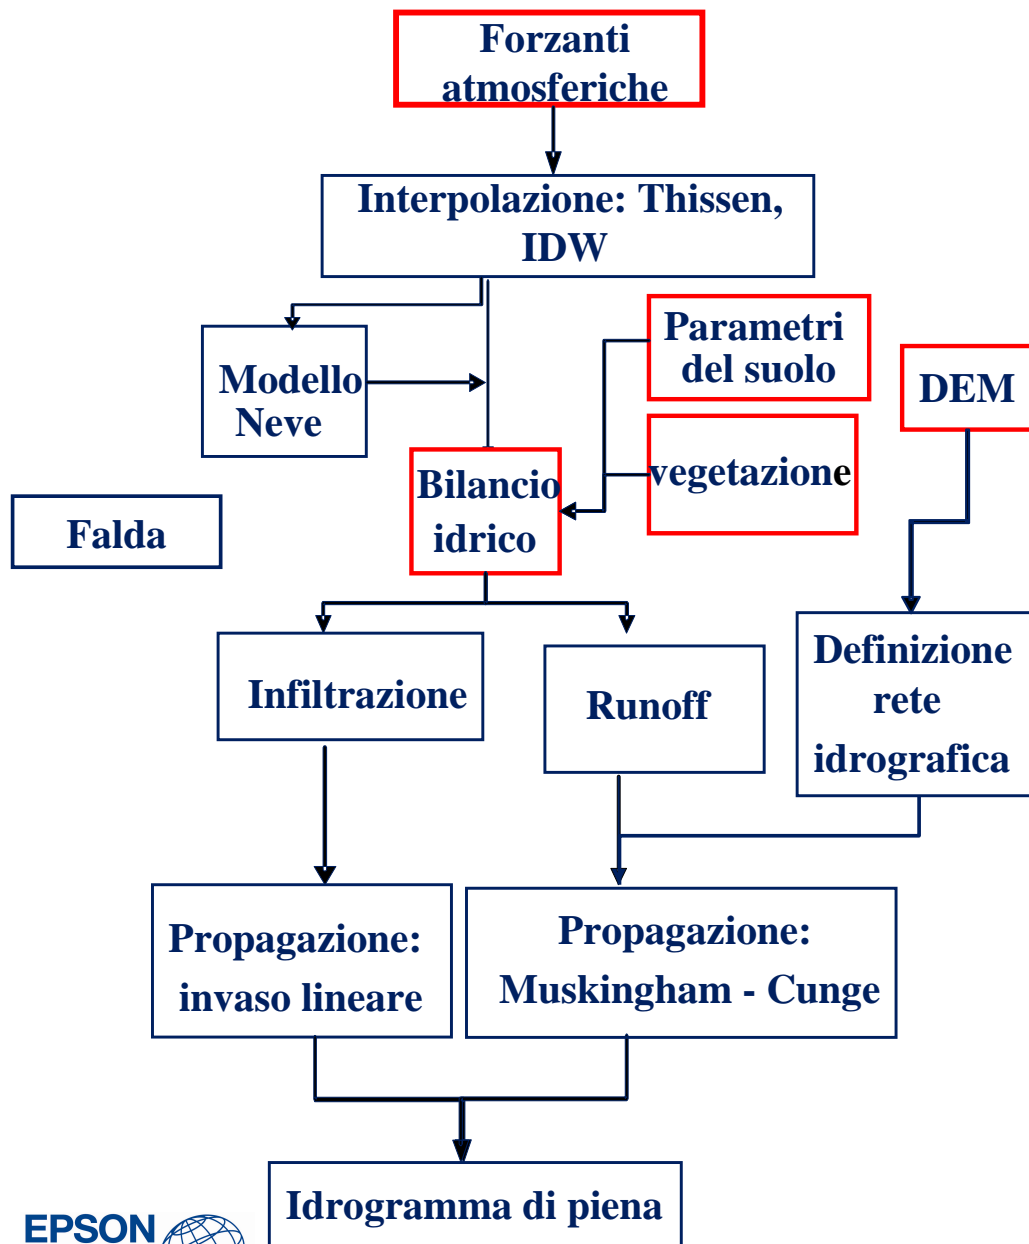 Forzanti
atmosferiche
Interpolazione: Thissen,
IDW
Parametri
del suolo
DEM
Modello
Neve
vegetazione
Bilancio
idrico
Falda
Infiltrazione
Runoff
Definizione
rete
idrografica
Propagazione:
invaso lineare
Propagazione:
Muskingham - Cunge
Idrogramma di piena
EPSON